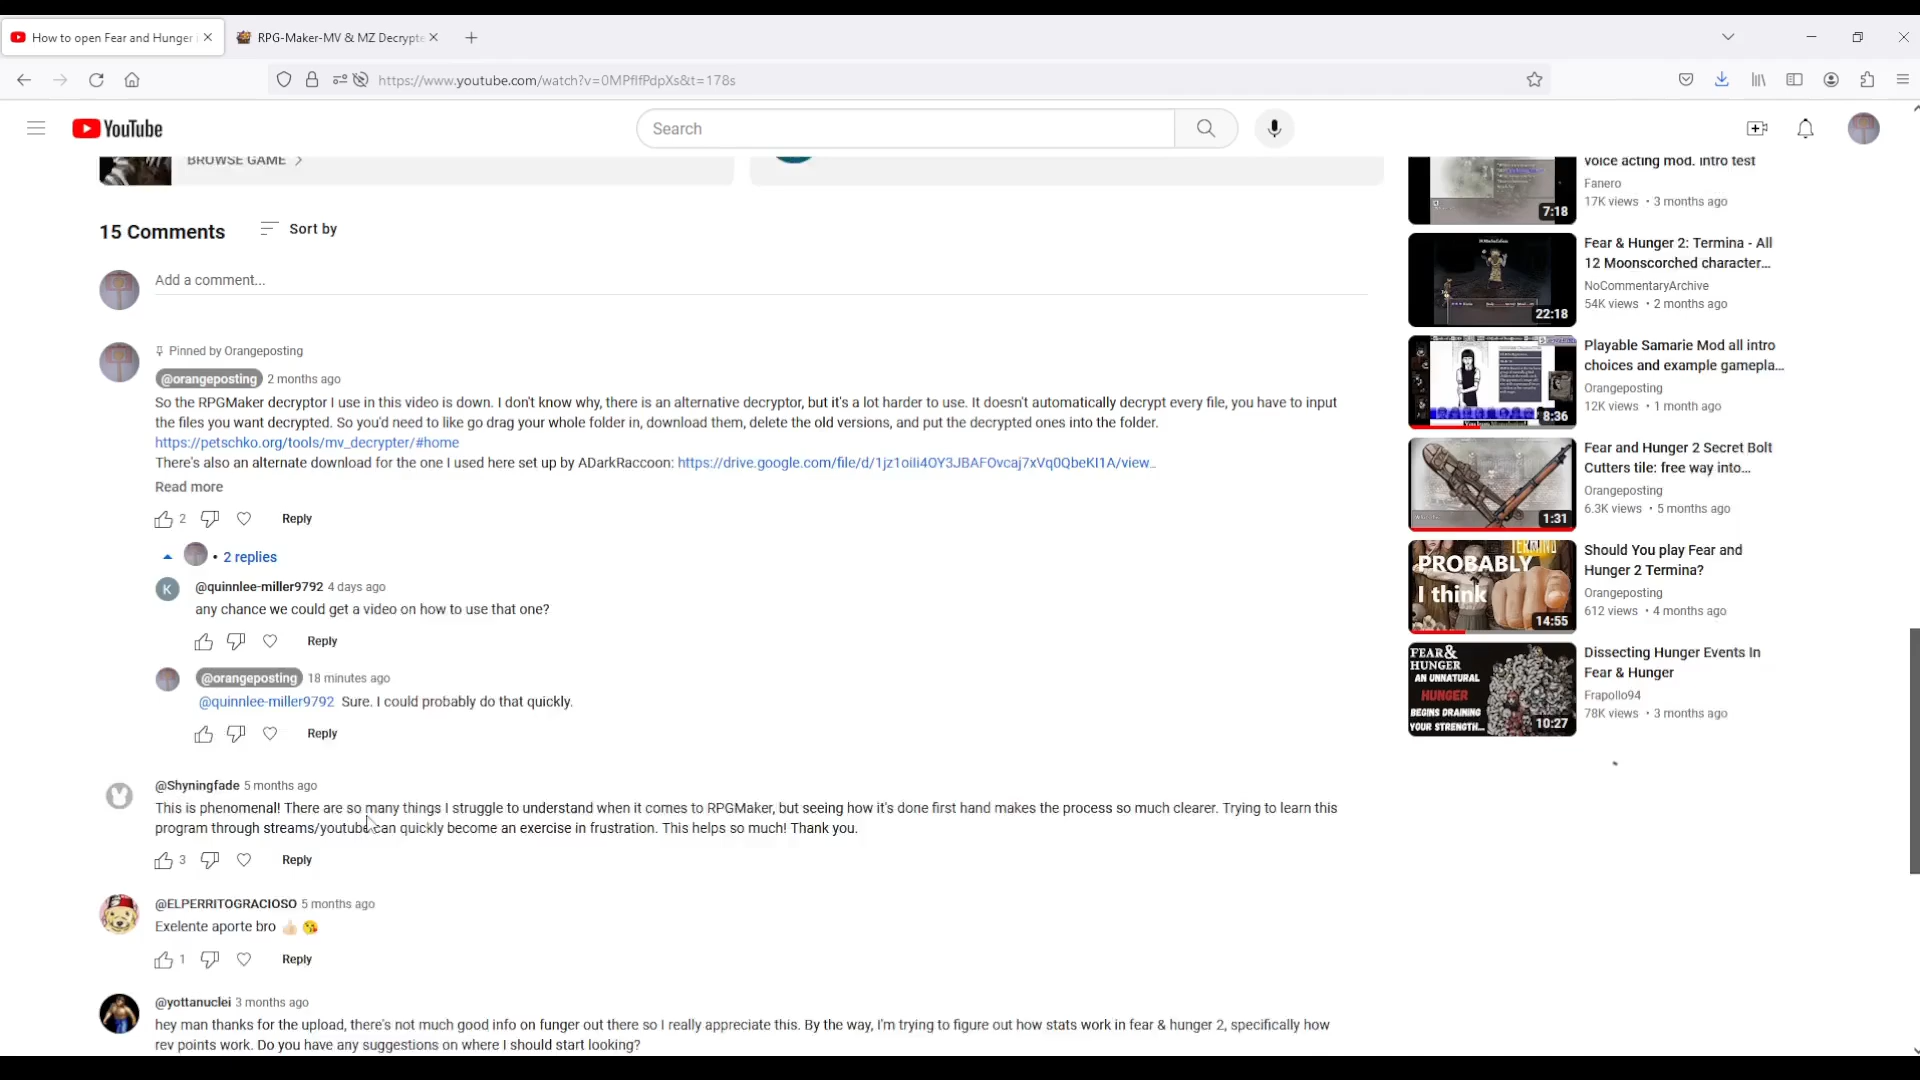 How to open Fear and Hunger
RPG-Maker-MV & MZ Decrypte
https://www.youtube.com/watch?v=0MPflfPdpXs&t=178s
YouTube
Search
BROWSE GAME
15 Comments
Sort by
Add a comment...
Pinned by Orangeposting
@orangeposting 2 months ago
So the RPGMaker decryptor I use in this video is down. I don't know why, there is an alternative decryptor, but it's a lot harder to use. It doesn't automatically decrypt every file, you have to input
the files you want decrypted. So you'd need to like go drag your whole folder in, download them, delete the old versions, and put the decrypted ones into the folder.
https://petschko.org/tools/mv_decrypter/#home
There's also an alternate download for the one I used here set up by ADarkRaccoon: https://drive.google.com/file/d/1jz1oiIi4OY3JBAFOvcaj7xVq0QbeKI1A/view...
Read more
2
Reply
2 replies
K
@quinnlee-miller9792 4 days ago
any chance we could get a video on how to use that one?
Reply
@orangeposting 18 minutes ago
@quinnlee-miller9792 Sure. I could probably do that quickly.
Reply
@Shyningfade 5 months ago
This is phenomenal! There are so many things I struggle to understand when it comes to RPGMaker, but seeing how it's done first hand makes the process so much clearer. Trying to learn this
program through streams/youtube can quickly become an exercise in frustration. This helps so much! Thank you.
3
Reply
@ELPERRITOGRACIOSO 5 months ago
Exelente aporte bro 👍🏻 😘
1
Reply
@yottanuclei 3 months ago
hey man thanks for the upload, there's not much good info on funger out there so I really appreciate this. By the way, I'm trying to figure out how stats work in fear & hunger 2, specifically how
rev points work. Do you have any suggestions on where I should start looking?
voice acting mod. intro test
Fanero
17K views • 3 months ago
7:18
Fear & Hunger 2: Termina - All
12 Moonscorched character...
NoCommentaryArchive
54K views • 2 months ago
22:18
Playable Samarie Mod all intro
choices and example gamepla...
Orangeposting
12K views • 1 month ago
8:36
Fear and Hunger 2 Secret Bolt
Cutters tile: free way into...
Orangeposting
6.3K views • 5 months ago
1:31
Should You play Fear and
Hunger 2 Termina?
Orangeposting
612 views • 4 months ago
PROBABLY
I think
14:55
Dissecting Hunger Events In
Fear & Hunger
Frapollo94
78K views • 3 months ago
FEAR&
HUNGER
AN UNNATURAL
HUNGER
BEGINS DRAINING
YOUR STRENGTH...
10:27